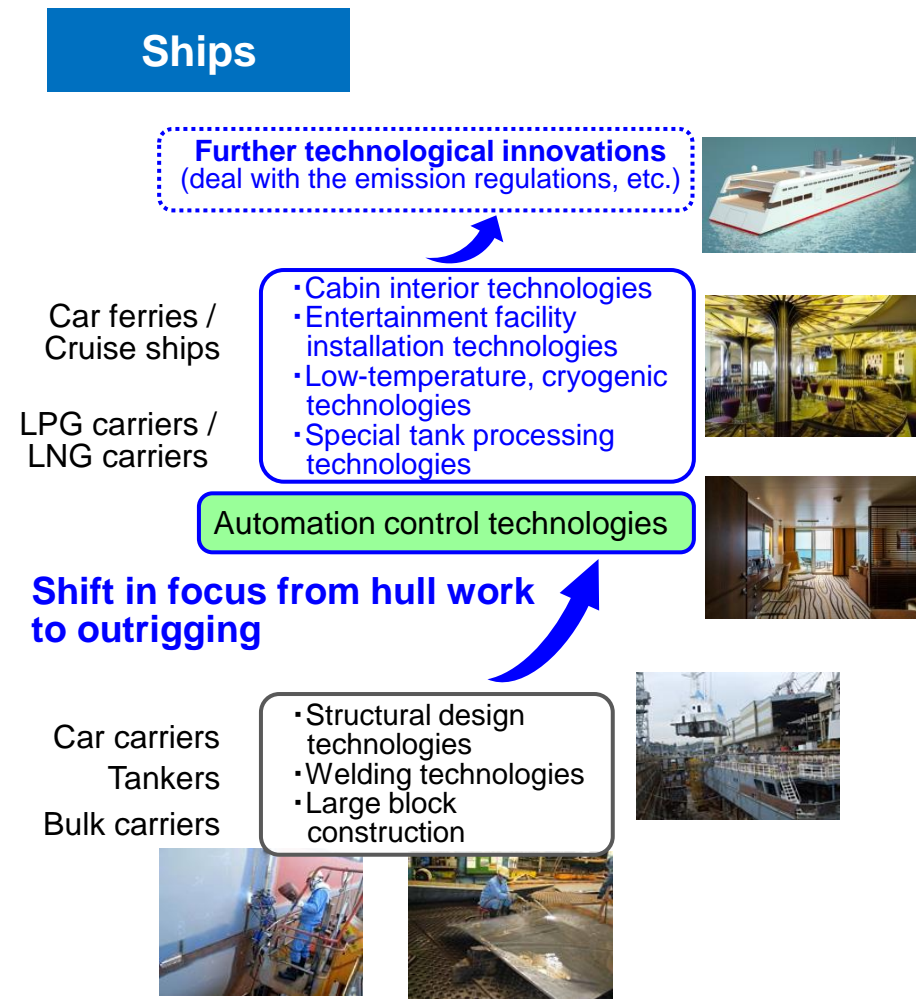 Ships
Further technological innovations
(deal with the emission regulations, etc.)
Car ferries /
Cruise ships
LPG carriers /
LNG carriers
・Cabin interior technologies
・Entertainment facility
installation technologies
・Low-temperature, cryogenic
technologies
・Special tank processing
technologies
Automation control technologies
Shift in focus from hull work
to outrigging
Car carriers
Tankers
Bulk carriers
・Structural design
technologies
・Welding technologies
・Large block
construction